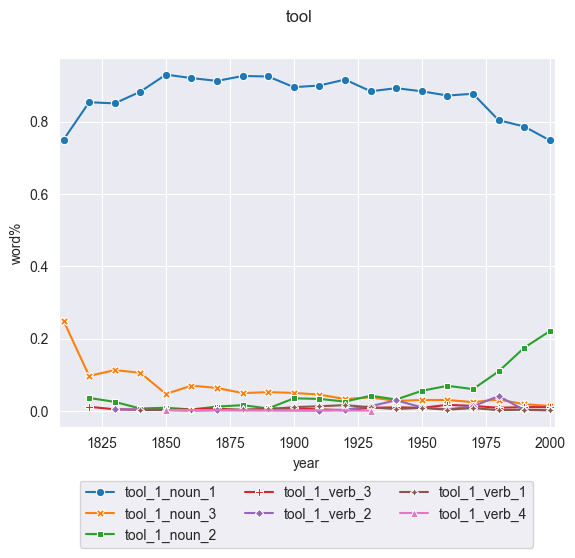 tool
0.8
0.6
0.4
0.2
0.0
word%
1825 1850 1875 1900 1925 1950 1975 2000
year
tool_1_noun_1 tool_1_verb_3 tool_1_verb_1
tool_1_noun_3 tool_1_verb_2 tool_1_verb_4
tool_1_noun_2